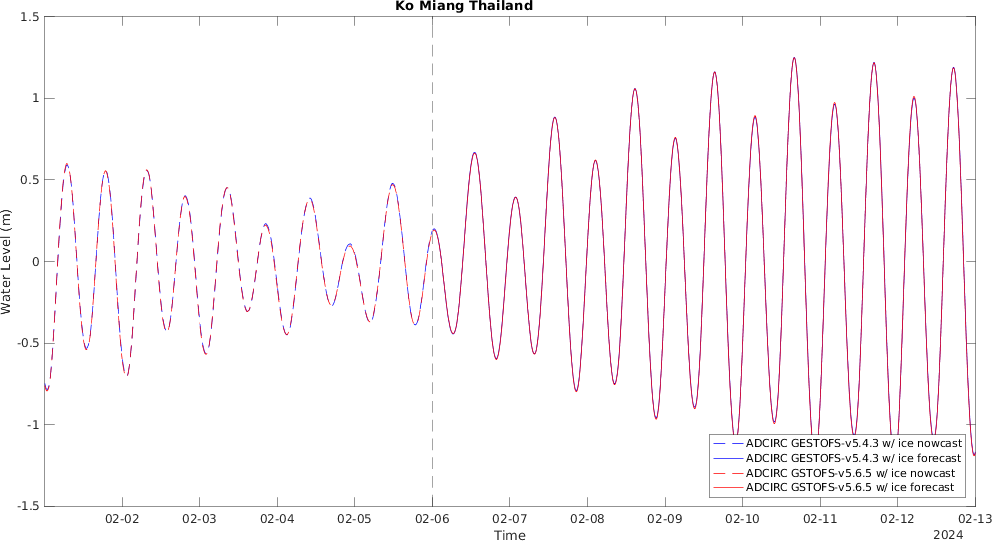 Ko Miang Thailand
1.5
1
0.5
0
-0.5
-1
-1.5
Water Level (m)
ADCIRC GESTOFS-v5.4.3 w/ ice nowcast
ADCIRC GESTOFS-v5.4.3 w/ ice forecast
ADCIRC GSTOFS-v5.6.5 w/ ice nowcast
ADCIRC GSTOFS-v5.6.5 w/ ice forecast
02-02 02-03 02-04 02-05 02-06 02-07 02-08 02-09 02-10 02-11 02-12 02-13
Time
2024